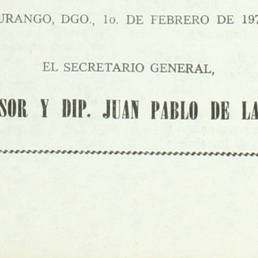 URANGO, DGO., 1o. DE FEBRERO DE 197
EL SECRETARIO GENERAL,
SOR Y DIP. JUAN PABLO DE LA